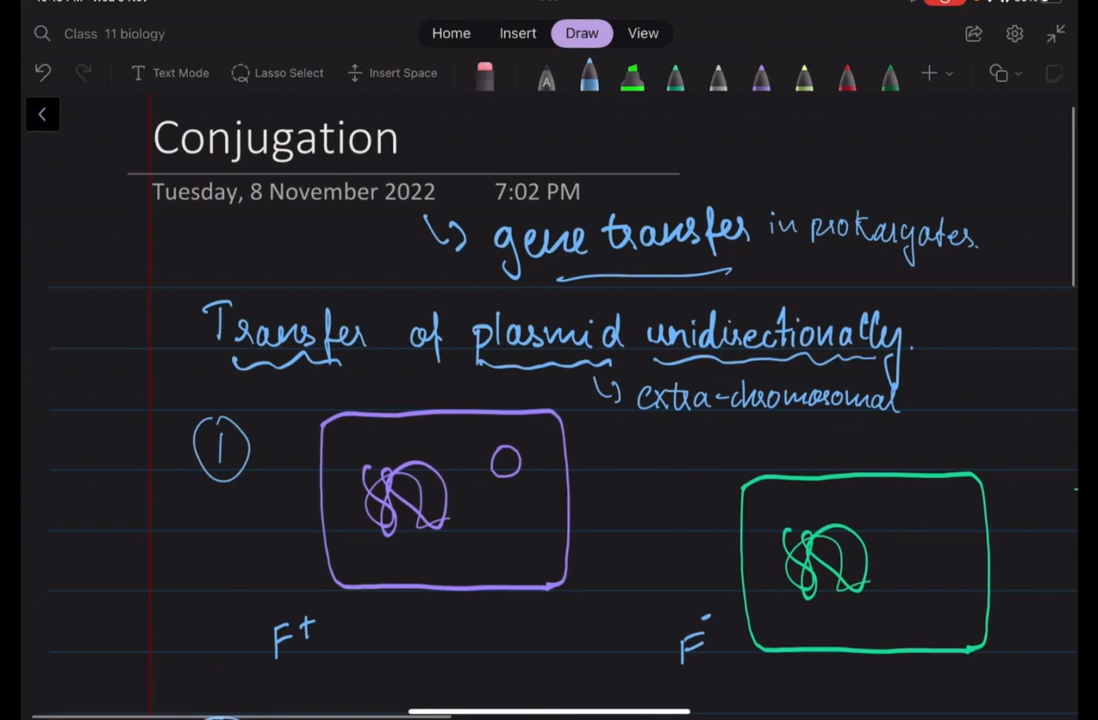 Class 11 biology
Home Insert Draw View
Text Mode Lasso Select Insert Space
A
Conjugation
Tuesday, 8 November 2022 7:02 PM
gene transfer in prokaryates.
Transfer of plasmid unidirectionally.
extra-chromosomal
1
F+
F-